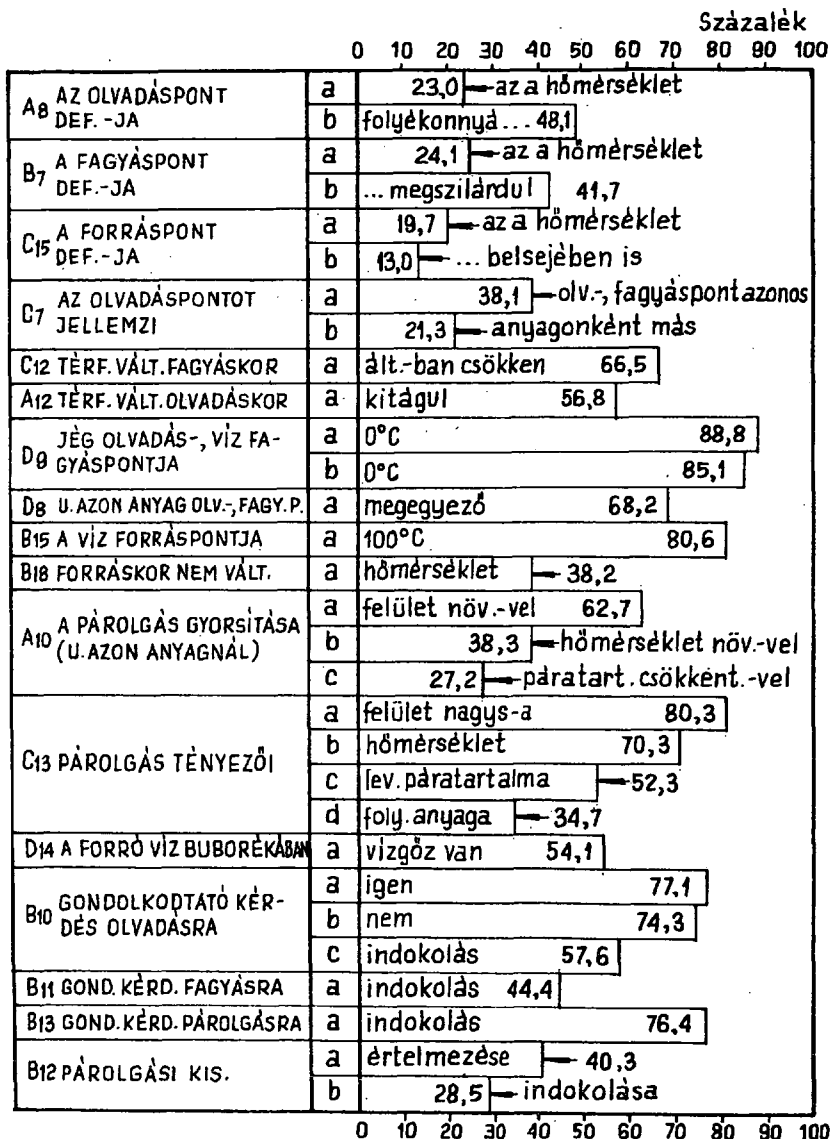 Százalék
0 10 20 30 40 50 60 70 80 90 100
A8 AZ OLVADÁSPONT DEF.-JA
a 23,0 az a hőmérséklet
b folyékonnyá... 48,1
B7 A FAGYÁSPONT DEF.-JA
a 24,1 az a hőmérséklet
b ...megszilárdul 41,7
C15 A FORRÁSPONT DEF.-JA
a 19,7 az a hőmérséklet
b 13,0 ... belsejében is
C7 AZ OLVADÁSPONTOT JELLEMZI
a 38,1 olv.-, fagyáspont azonos
b 21,3 anyagonként más
C12 TÉRF. VÁLT. FAGYÁSKOR a ált.-ban csökken 66,5
A12 TÉRF. VÁLT. OLVADÁSKOR a kitágul 56,8
D9 JÉG OLVADÁS-, VÍZ FA-
GYÁSPONTJA
a 0°C 88,8
b 0°C 85,1
D8 U.AZON ANYAG OLV.-, FAGY.P. a megegyező 68,2
B15 A VÍZ FORRÁSPONTJA a 100°C 80,6
B18 FORRÁSKOR NEM VÁLT. a hőmérséklet 38,2
A10 A PÁROLGÁS GYORSÍTÁSA
(U.AZON ANYAGNÁL)
a felület növ.-vel 62,7
b 38,3 hőmérséklet növ.-vel
c 27,2 páratart. csökkent.-vel
C13 PÁROLGÁS TÉNYEZŐI
a felület nagys-a 80,3
b hőmérséklet 70,3
c lev. páratartalma 52,3
d foly. anyaga 34,7
D14 A FORRÓ VÍZ BUBORÉKÁBAN a vízgőz van 54,1
B10 GONDOLKODTATÓ KÉR-
DÉS OLVADÁSRA
a igen 77,1
b nem 74,3
c indokolás 57,6
B11 GOND. KÉRD. FAGYÁSRA a indokolás 44,4
B13 GOND. KÉRD. PÁROLGÁSRA a indokolás 76,4
B12 PÁROLGÁSI KIS.
a értelmezése 40,3
b 28,5 indokolása
0 10 20 30 40 50 60 70 80 90 100